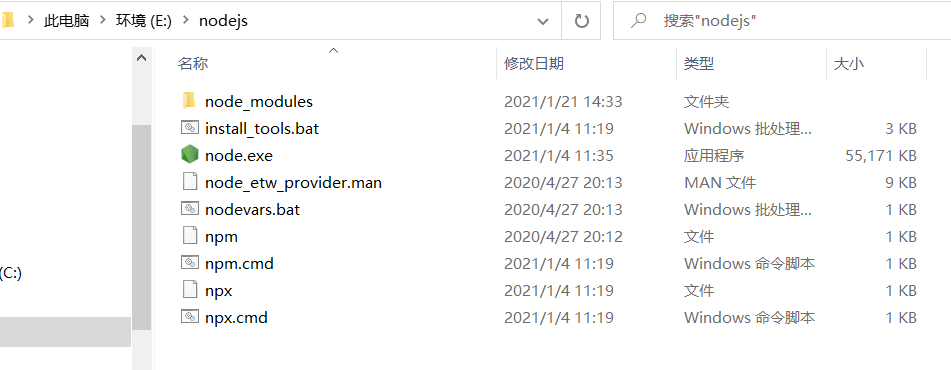 此电脑 > 环境 (E:) > nodejs 搜索"nodejs"
名称 修改日期 类型 大小
node_modules 2021/1/21 14:33 文件夹
install_tools.bat 2021/1/4 11:19 Windows 批处理... 3 KB
node.exe 2021/1/4 11:35 应用程序 55,171 KB
node_etw_provider.man 2020/4/27 20:13 MAN 文件 9 KB
nodevars.bat 2020/4/27 20:13 Windows 批处理... 1 KB
npm 2020/4/27 20:12 文件 1 KB
npm.cmd 2021/1/4 11:19 Windows 命令脚本 1 KB
(C:)
npx 2021/1/4 11:19 文件 1 KB
npx.cmd 2021/1/4 11:19 Windows 命令脚本 1 KB